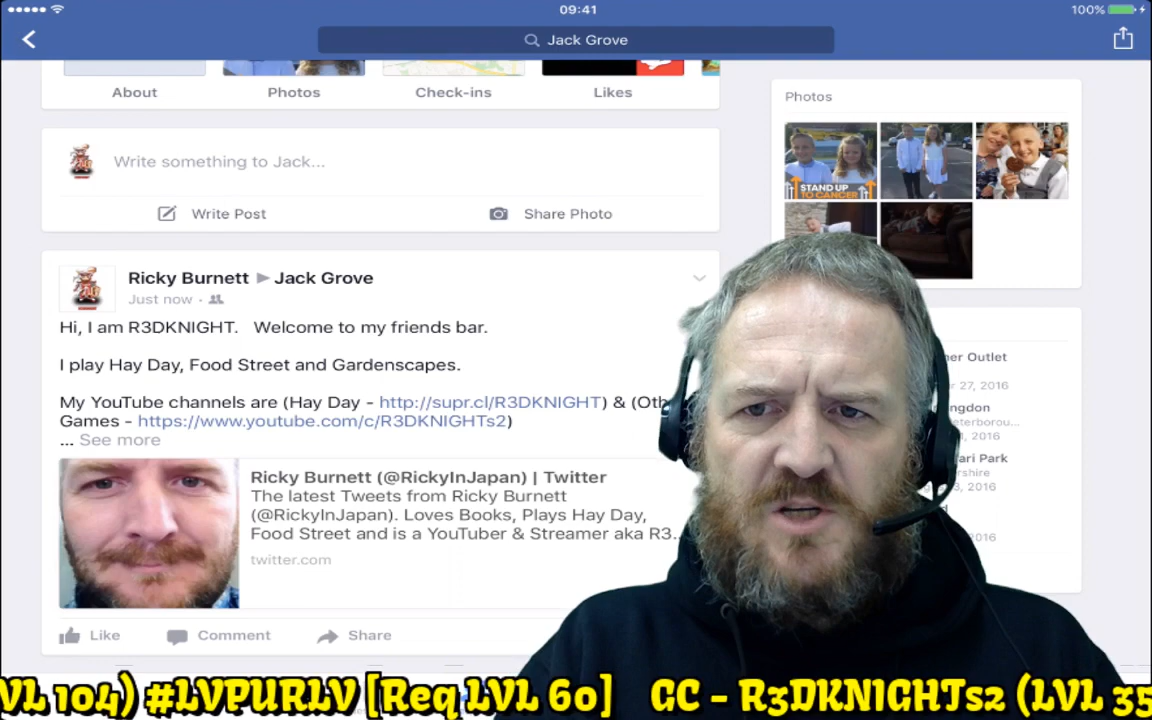 09:41
100%
Jack Grove
About
Photos
Check-ins
Likes
Photos
STAND UP
TO CANCER
Write something to Jack...
Write Post
Share Photo
Ricky Burnett ▶ Jack Grove
Just now ·
Hi, I am R3DKNIGHT. Welcome to my friends bar.
I play Hay Day, Food Street and Gardenscapes.
My YouTube channels are (Hay Day - http://supr.cl/R3DKNIGHT) & (Oth
Games - https://www.youtube.com/c/R3DKNIGHTs2)
... See more
Ricky Burnett (@RickyInJapan) | Twitter
The latest Tweets from Ricky Burnett
(@RickyInJapan). Loves Books, Plays Hay Day,
Food Street and is a YouTuber & Streamer aka R3...
twitter.com
Like
Comment
Share
Outlet
27, 2016
2016
Park
2016
2016
VL 104) #LVPURLV [Req LVL 60] GC - R3DKNIGHTs2 (LVL 35